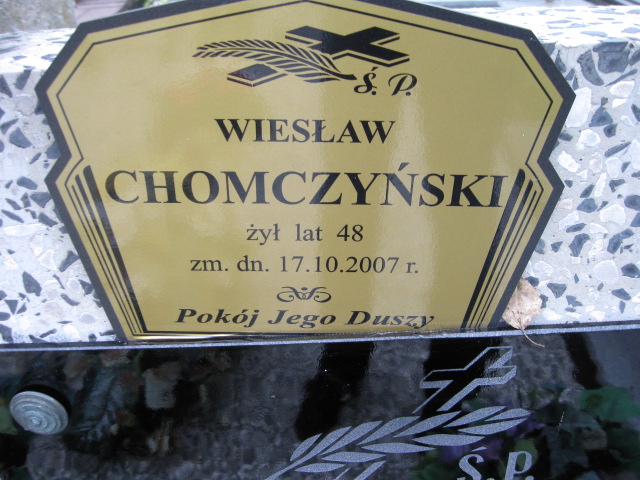 Ś. P.
WIESŁAW
CHOMCZYŃSKI
żył lat 48
zm. dn. 17.10.2007 r.
Pokój Jego Duszy
Ś. P.